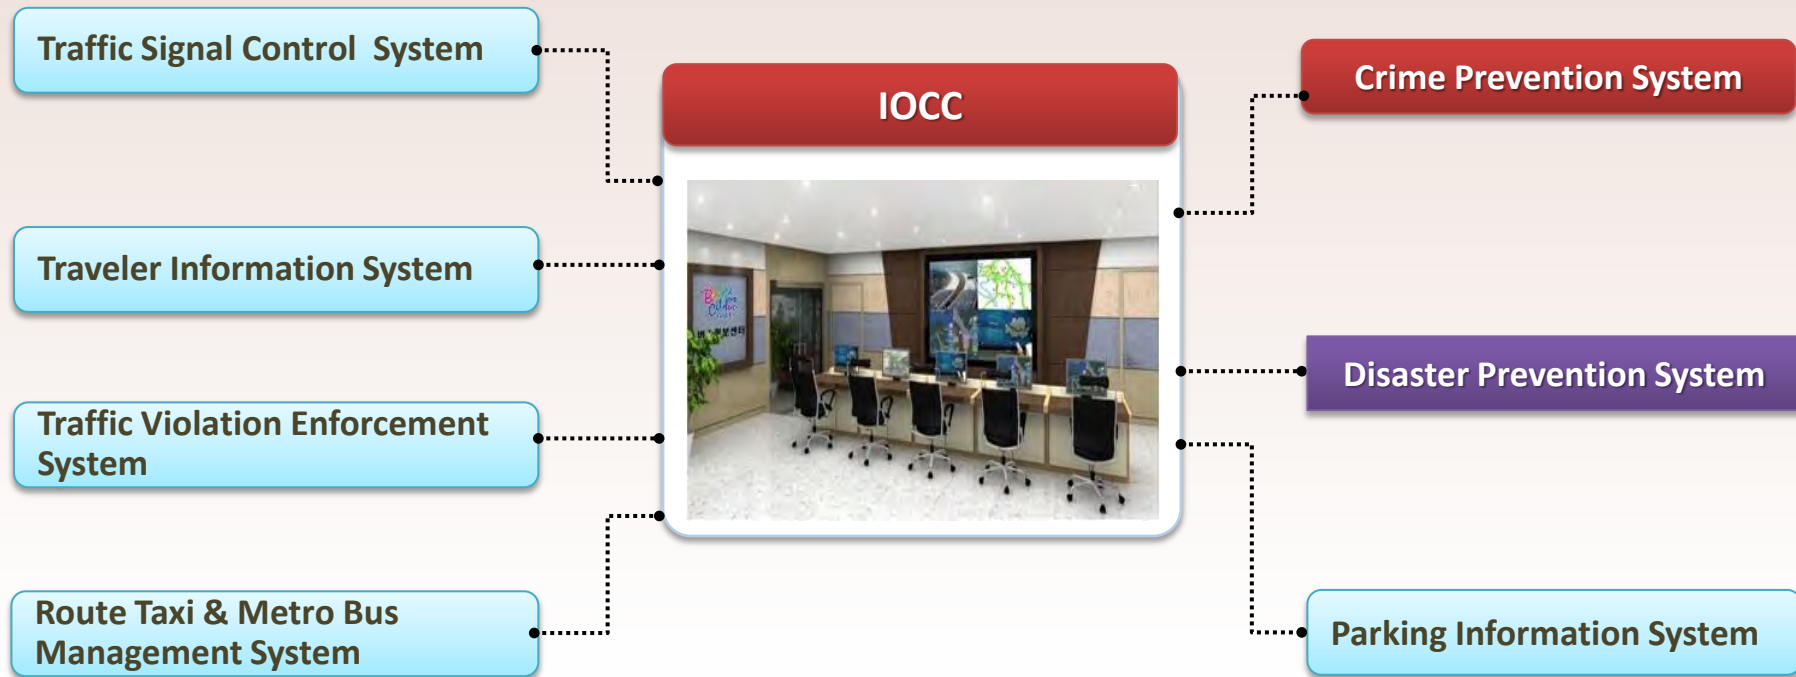 Traffic Signal Control System
Traveler Information System
Traffic Violation Enforcement
System
Route Taxi & Metro Bus
Management System
IOCC
Crime Prevention System
Disaster Prevention System
Parking Information System